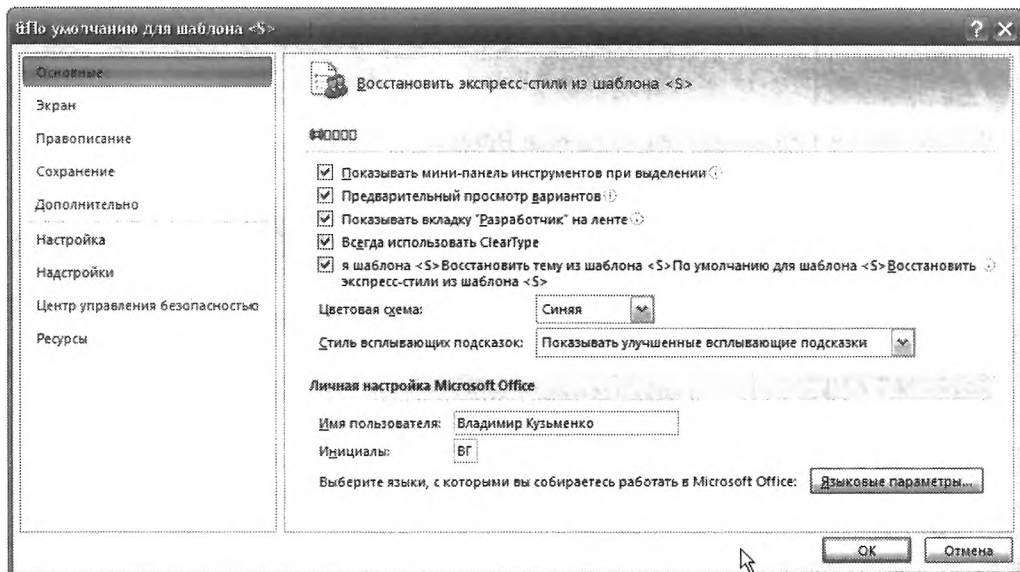 По умолчанию для шаблона <S>
Основные
Экран
Правописание
Сохранение
Дополнительно
Настройка
Надстройки
Центр управления безопасностью
Ресурсы
Восстановить экспресс-стили из шаблона <S>
Показывать мини-панель инструментов при выделении
Предварительный просмотр вариантов
Показывать вкладку "Разработчик" на ленте
Всегда использовать ClearType
я шаблона <S>Восстановить тему из шаблона <S>По умолчанию для шаблона <S>Восстановить
экспресс-стили из шаблона <S>
Цветовая схема: Синяя
Стиль всплывающих подсказок: Показывать улучшенные всплывающие подсказки
Личная настройка Microsoft Office
Имя пользователя: Владимир Кузьменко
Инициалы: ВГ
Выберите языки, с которыми вы собираетесь работать в Microsoft Office: Языковые параметры...
ОК Отмена